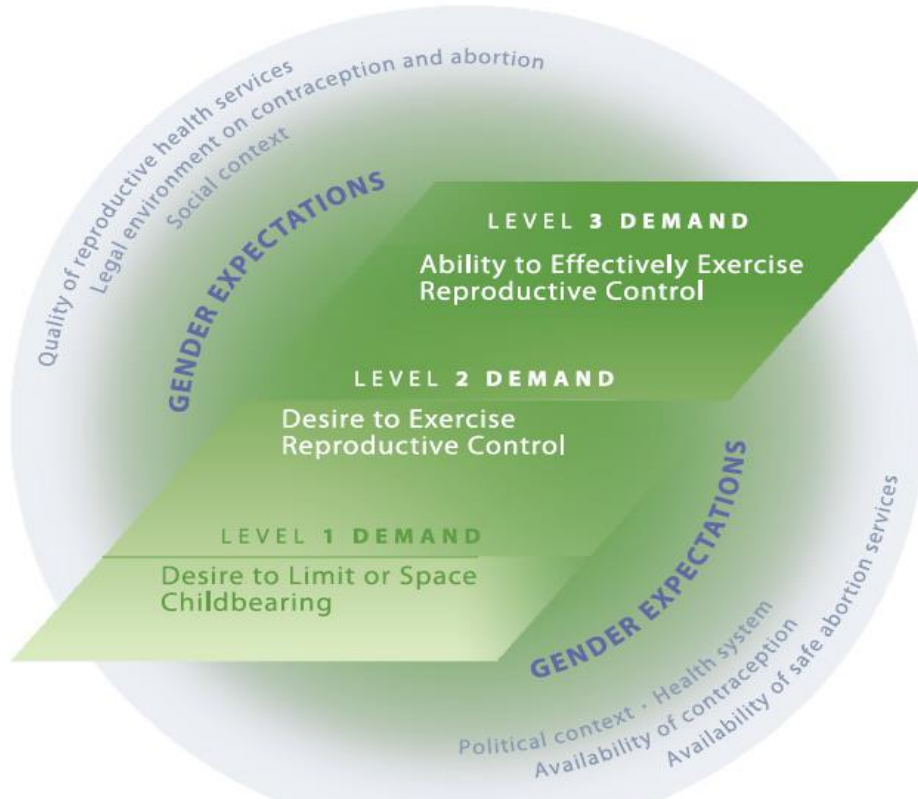 Quality of reproductive health services
Legal environment on contraception and abortion
Social context
GENDER EXPECTATIONS
LEVEL 3 DEMAND
Ability to Effectively Exercise
Reproductive Control
LEVEL 2 DEMAND
Desire to Exercise
Reproductive Control
LEVEL 1 DEMAND
Desire to Limit or Space
Childbearing
GENDER EXPECTATIONS
Political context · Health system
Availability of contraception
Availability of safe abortion services